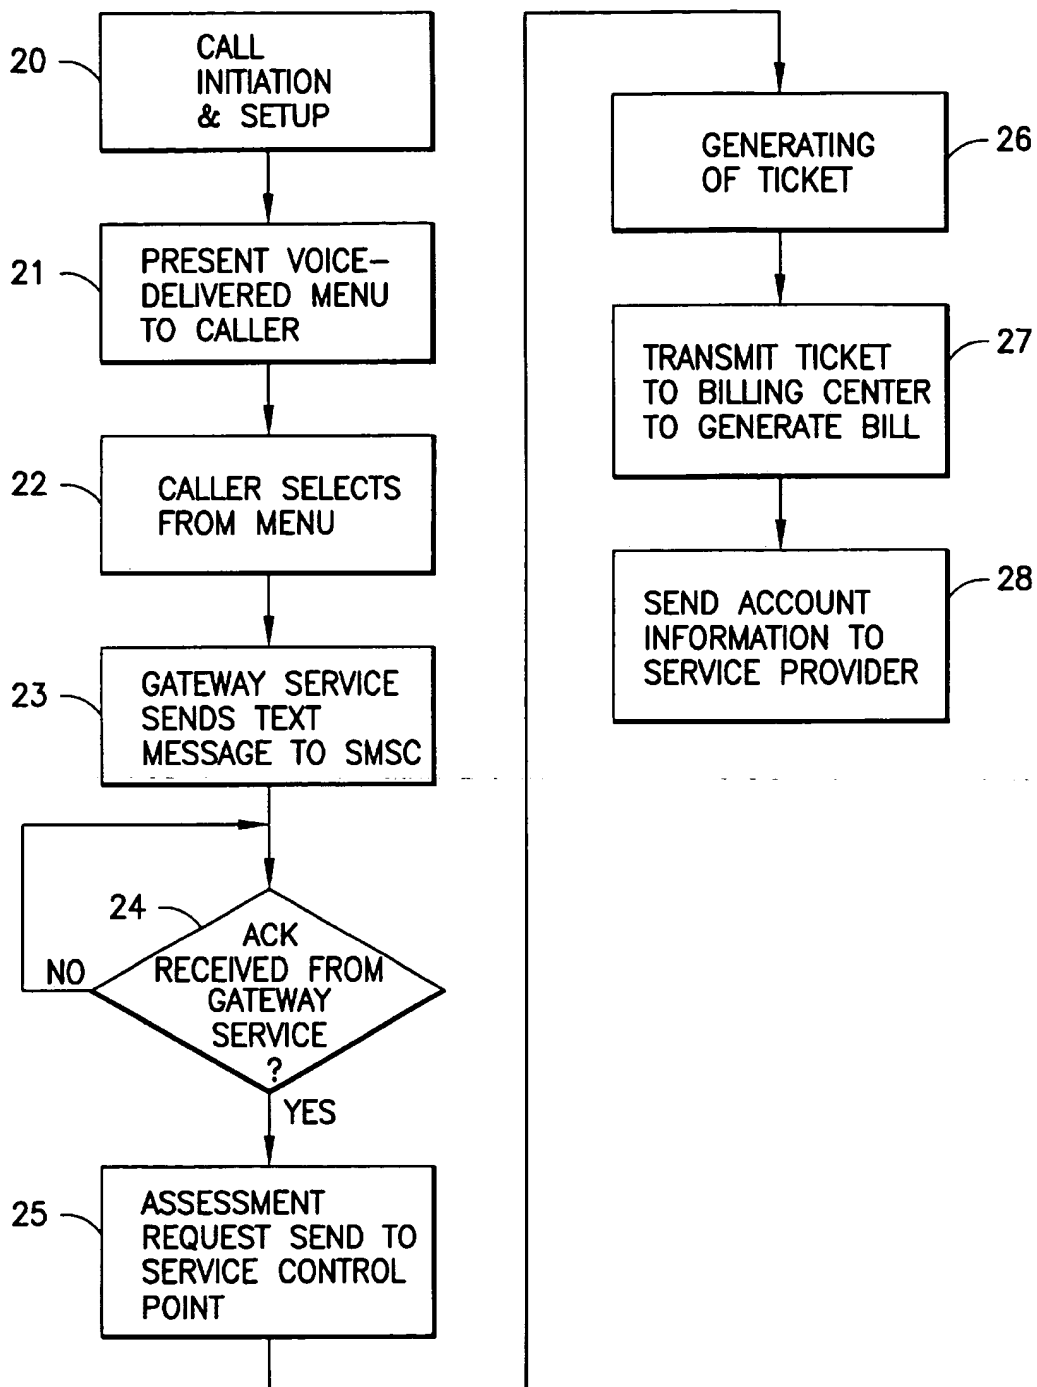 20
CALL
INITIATION
& SETUP
21
PRESENT VOICE-
DELIVERED MENU
TO CALLER
22
CALLER SELECTS
FROM MENU
23
GATEWAY SERVICE
SENDS TEXT
MESSAGE TO SMSC
24
ACK
RECEIVED FROM
GATEWAY
SERVICE
?
NO
YES
25
ASSESSMENT
REQUEST SEND TO
SERVICE CONTROL
POINT
26
GENERATING
OF TICKET
27
TRANSMIT TICKET
TO BILLING CENTER
TO GENERATE BILL
28
SEND ACCOUNT
INFORMATION TO
SERVICE PROVIDER